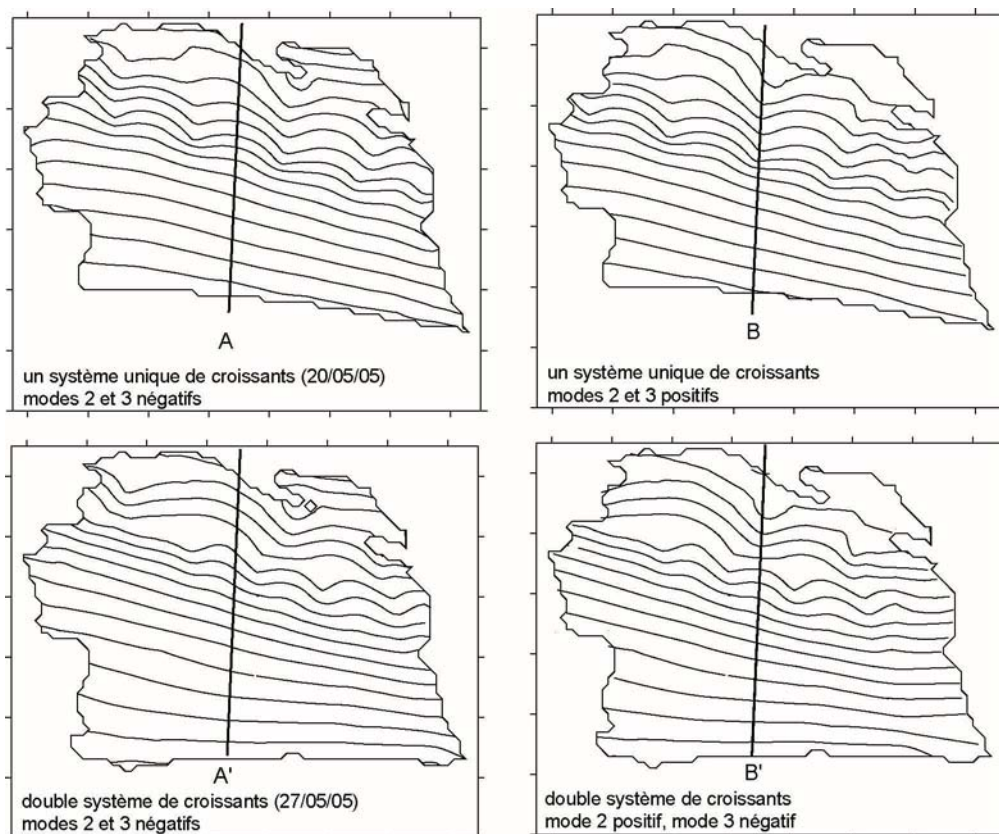 A
un système unique de croissants (20/05/05)
modes 2 et 3 négatifs
B
un système unique de croissants
modes 2 et 3 positifs
A'
double système de croissants (27/05/05)
modes 2 et 3 négatifs
B'
double système de croissants
mode 2 positif, mode 3 négatif